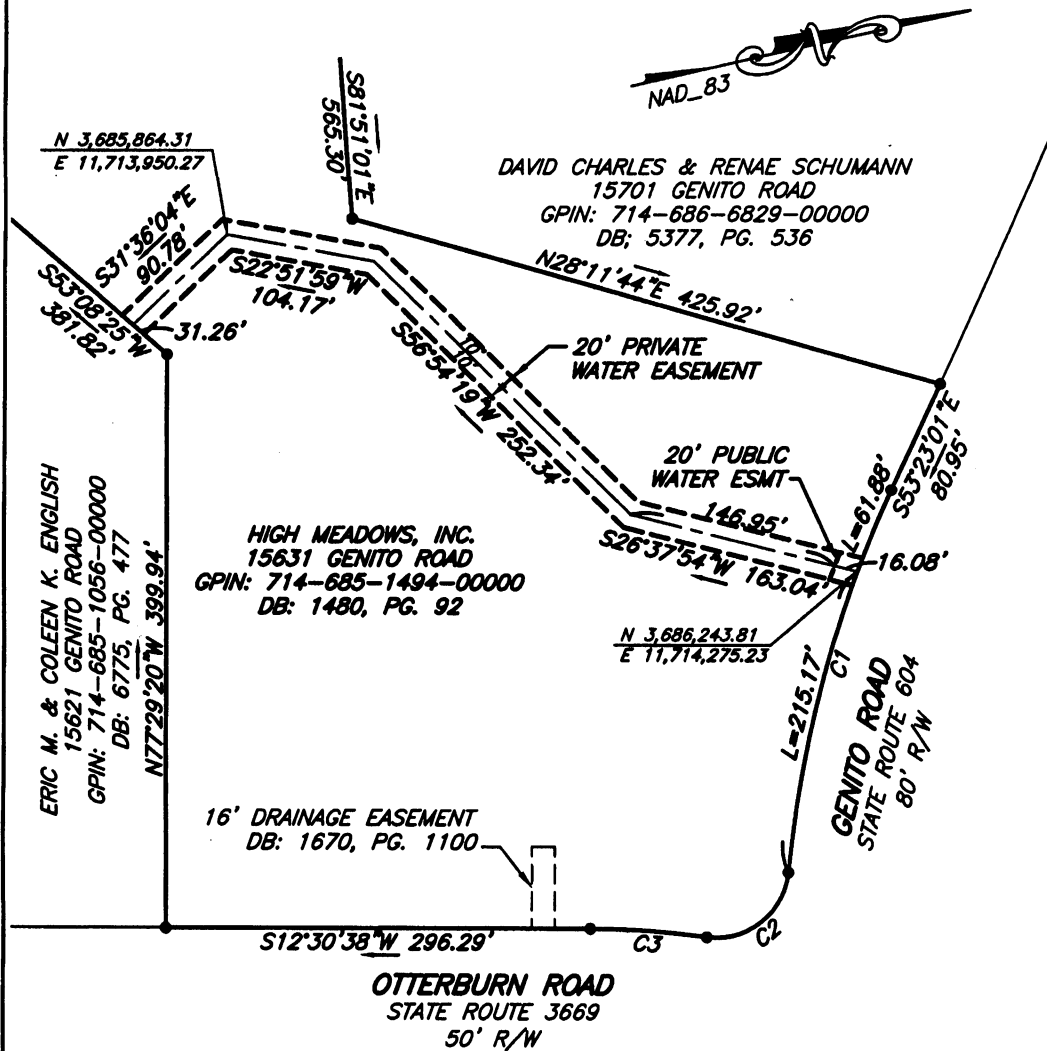 N
NAD_83
S81°51'01"E
565.30'
N 3,685,864.31
E 11,713,950.27
DAVID CHARLES & RENAE SCHUMANN
15701 GENITO ROAD
GPIN: 714-686-6829-00000
DB; 5377, PG. 536
S31°36'04"E
90.78'
S53°08'25"W
381.82'
31.26'
S22°51'59"W
104.17'
N28°11'44"E 425.92'
20' PRIVATE
WATER EASEMENT
10'
10'
S56°54'19"W 252.34'
20' PUBLIC
WATER ESMT
146.95'
S26°37'54"W 163.04'
L=61.88'
S53°23'01"E
80.95'
16.08'
HIGH MEADOWS, INC.
15631 GENITO ROAD
GPIN: 714-685-1494-00000
DB: 1480, PG. 92
N 3,686,243.81
E 11,714,275.23
ERIC M. & COLEEN K. ENGLISH
15621 GENITO ROAD
GPIN: 714-685-1056-00000
DB: 6775, PG. 477
N77°29'20"W 399.94'
L=215.17'
C1
GENITO ROAD
STATE ROUTE 604
80' R/W
16' DRAINAGE EASEMENT
DB: 1670, PG. 1100
S12°30'38"W 296.29'
C3
C2
OTTERBURN ROAD
STATE ROUTE 3669
50' R/W